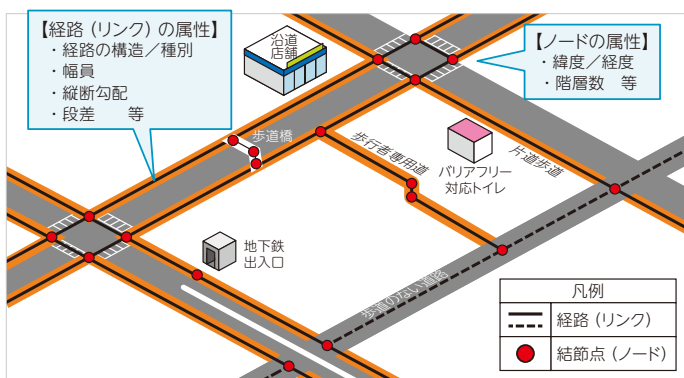 【経路（リンク）の属性】
・経路の構造／種別
・幅員
・縦断勾配
・段差　　等
沿道
店舗
【ノードの属性】
・緯度／経度
・階層数　等
歩道橋
歩行者専用道
バリアフリー
対応トイレ
片道歩道
地下鉄
出入口
歩道のない道路
凡例
経路（リンク）
結節点（ノード）